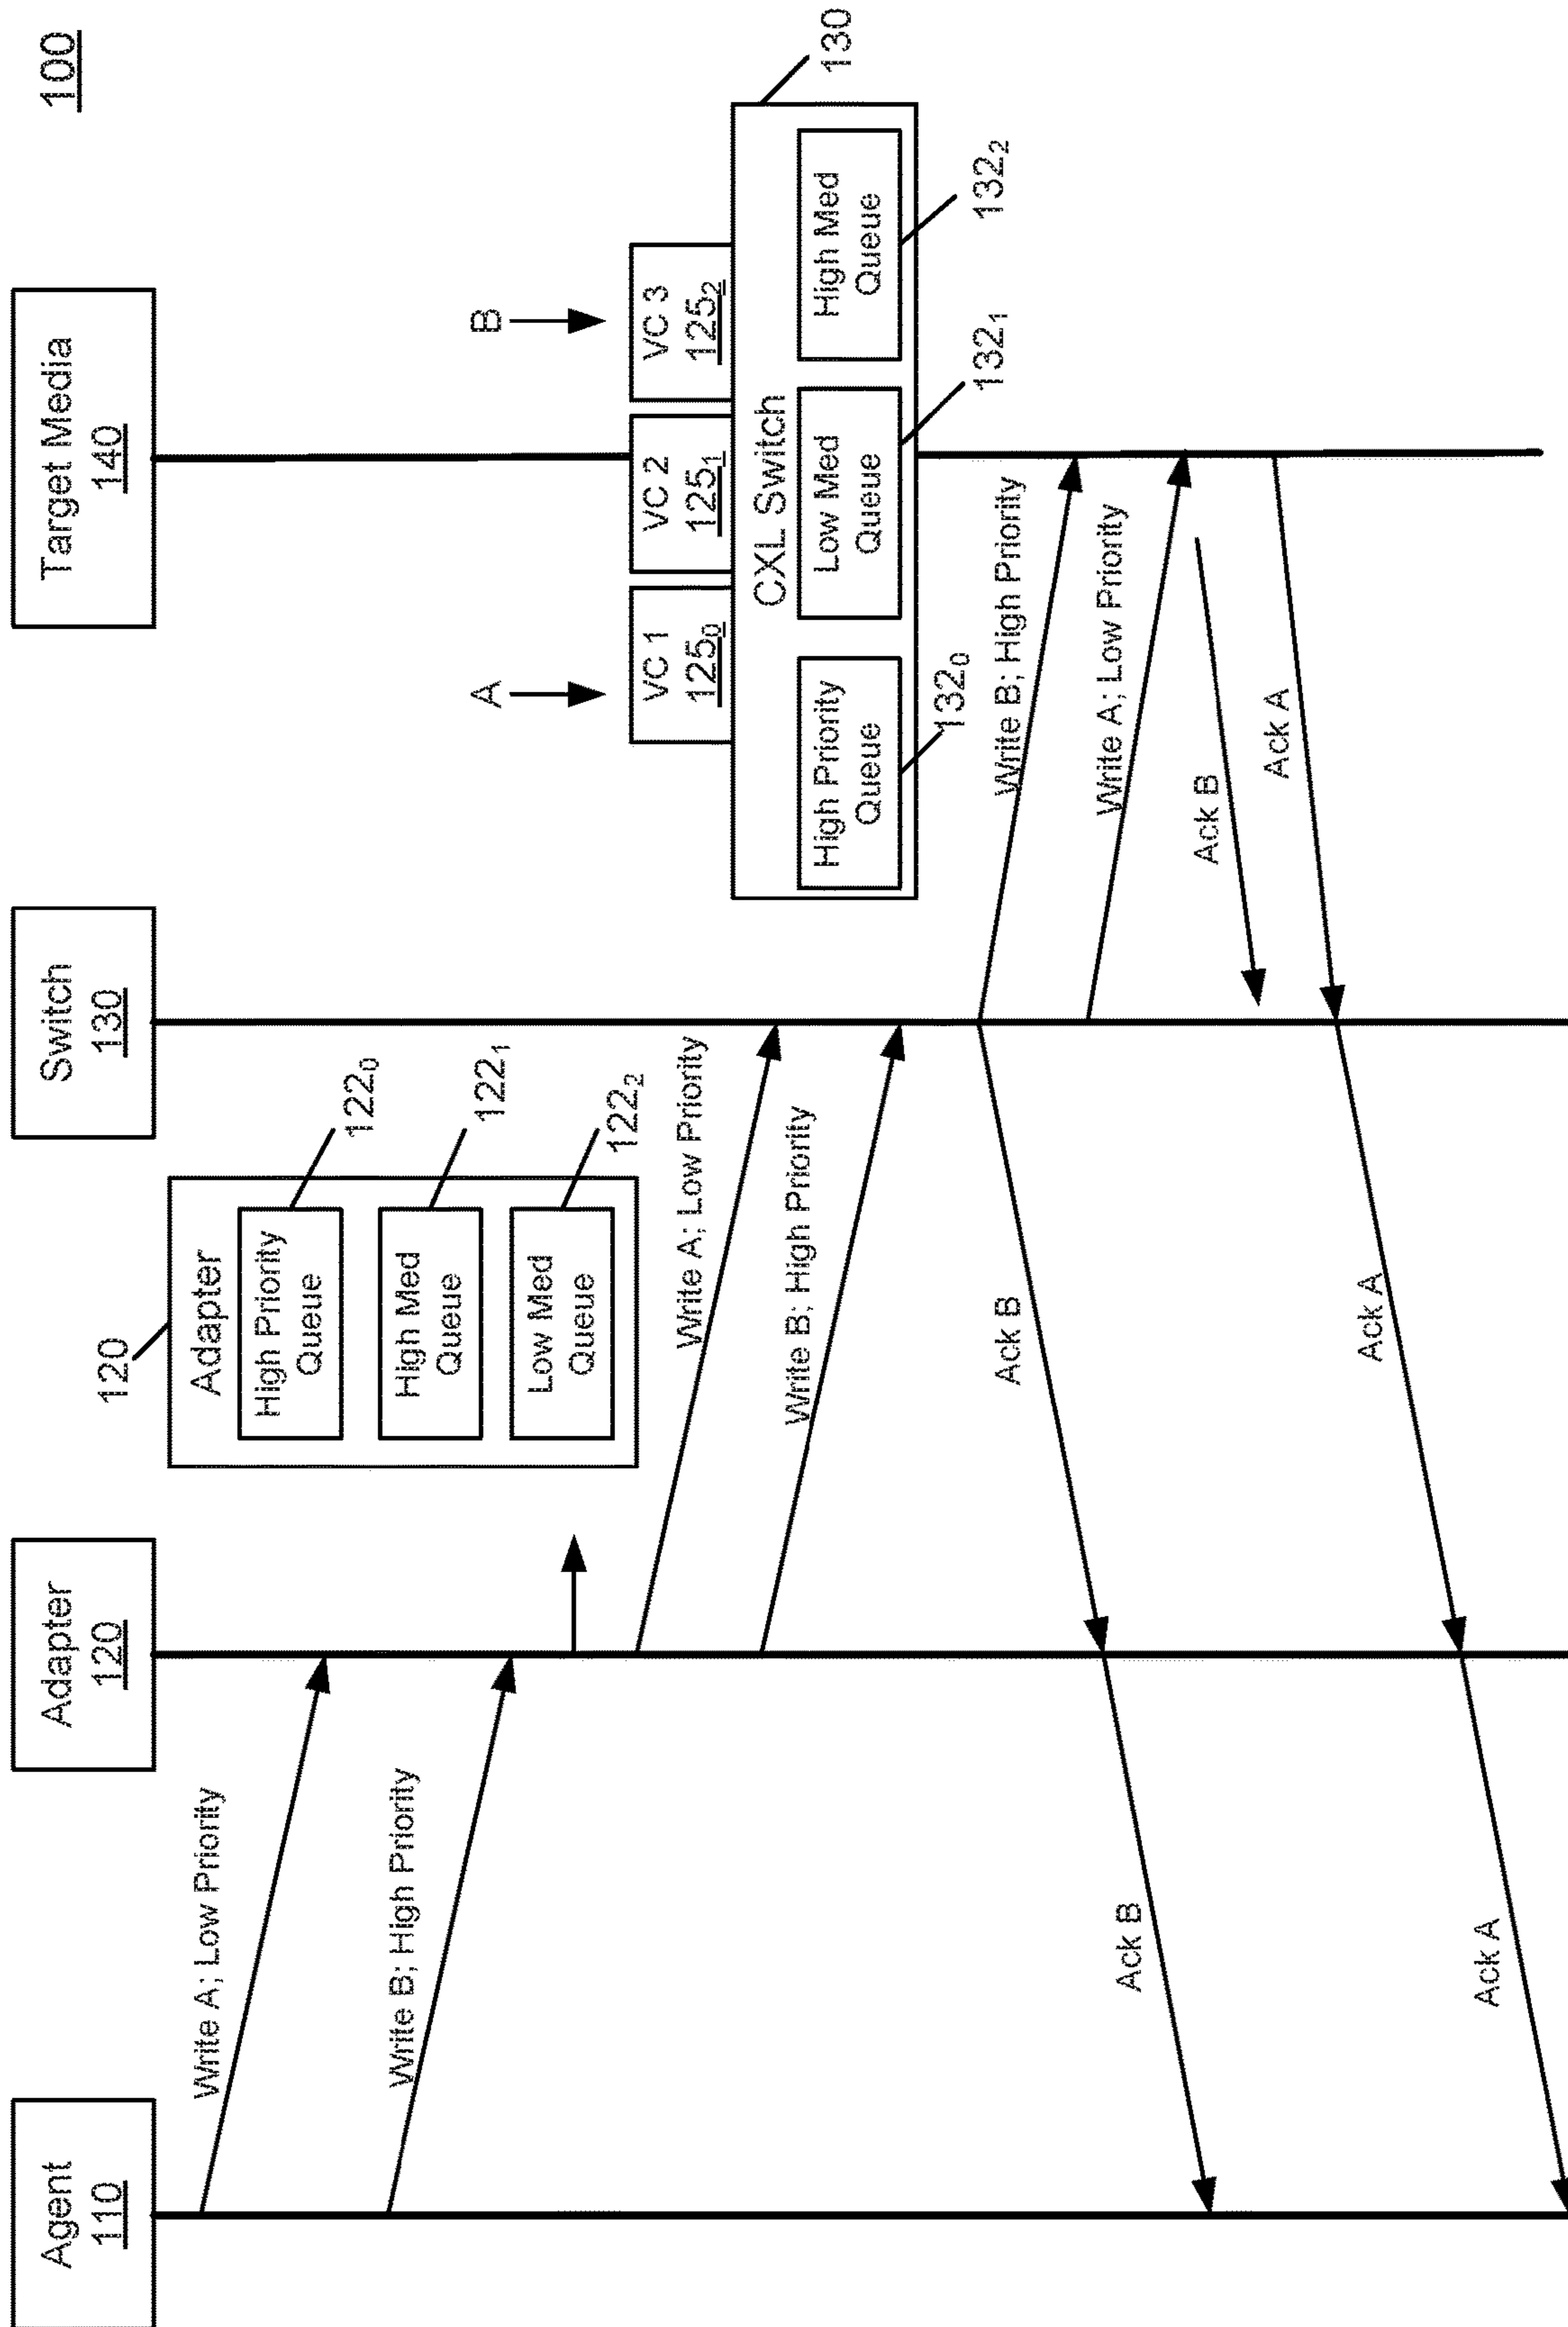 100
Agent
110
Adapter
120
Switch
130
Target Media
140
120
Adapter
High Priority
Queue
High Med
Queue
Low Med
Queue
122₀
122₁
122₂
Write A; Low Priority
Write B; High Priority
Write A; Low Priority
Write B; High Priority
A
B
VC 1
125₀
VC 2
125₁
VC 3
125₂
CXL Switch
130
High Priority
Queue
Low Med
Queue
High Med
Queue
132₀
132₁
132₂
Write B; High Priority
Write A; Low Priority
Ack B
Ack A
Ack B
Ack A
Ack B
Ack A